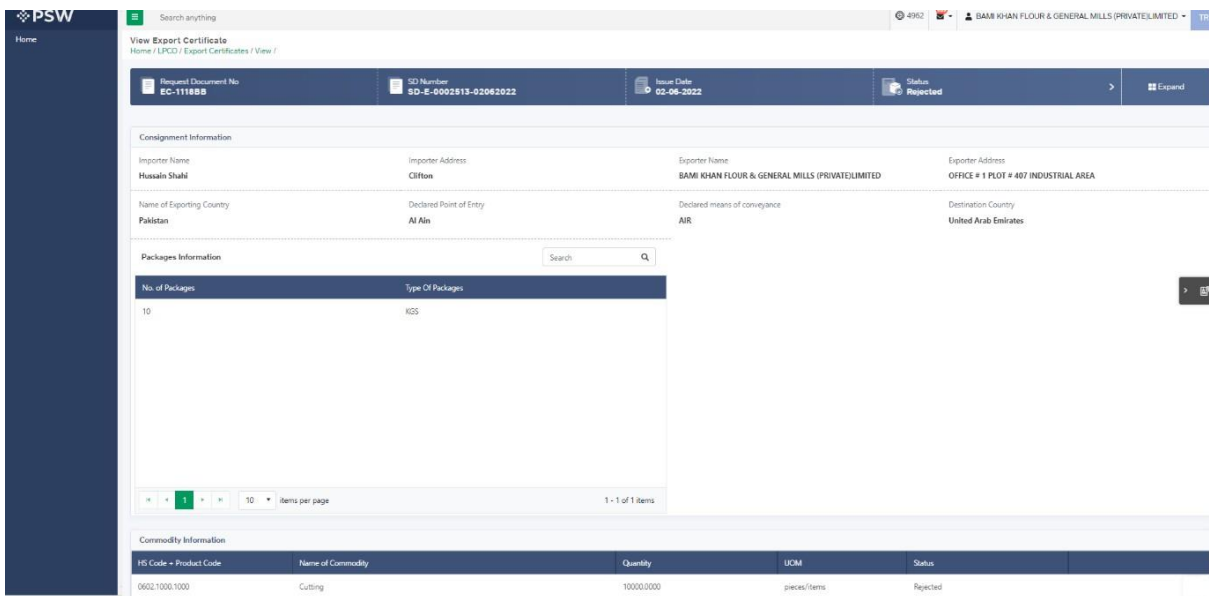 PSW
Search anything
4962
BAMI KHAN FLOUR & GENERAL MILLS (PRIVATE)LIMITED
TR
Home
View Export Certificate
Home / LPCO / Export Certificates / View /
Request Document No
EC-1118BB
SD Number
SD-E-0002513-02062022
Issue Date
02-06-2022
Status
Rejected
Expand
Consignment Information
Importer Name
Hussain Shahi
Importer Address
Clifton
Exporter Name
BAMI KHAN FLOUR & GENERAL MILLS (PRIVATE)LIMITED
Exporter Address
OFFICE # 1 PLOT # 407 INDUSTRIAL AREA
Name of Exporting Country
Pakistan
Declared Point of Entry
Al Ain
Declared means of conveyance
AIR
Destination Country
United Arab Emirates
Packages Information
Search
No. of Packages Type Of Packages
10 KGS
1 10 items per page 1 - 1 of 1 items
Commodity Information
HS Code + Product Code Name of Commodity Quantity UOM Status
0602.1000.1000 Cutting 10000.0000 pieces/items Rejected